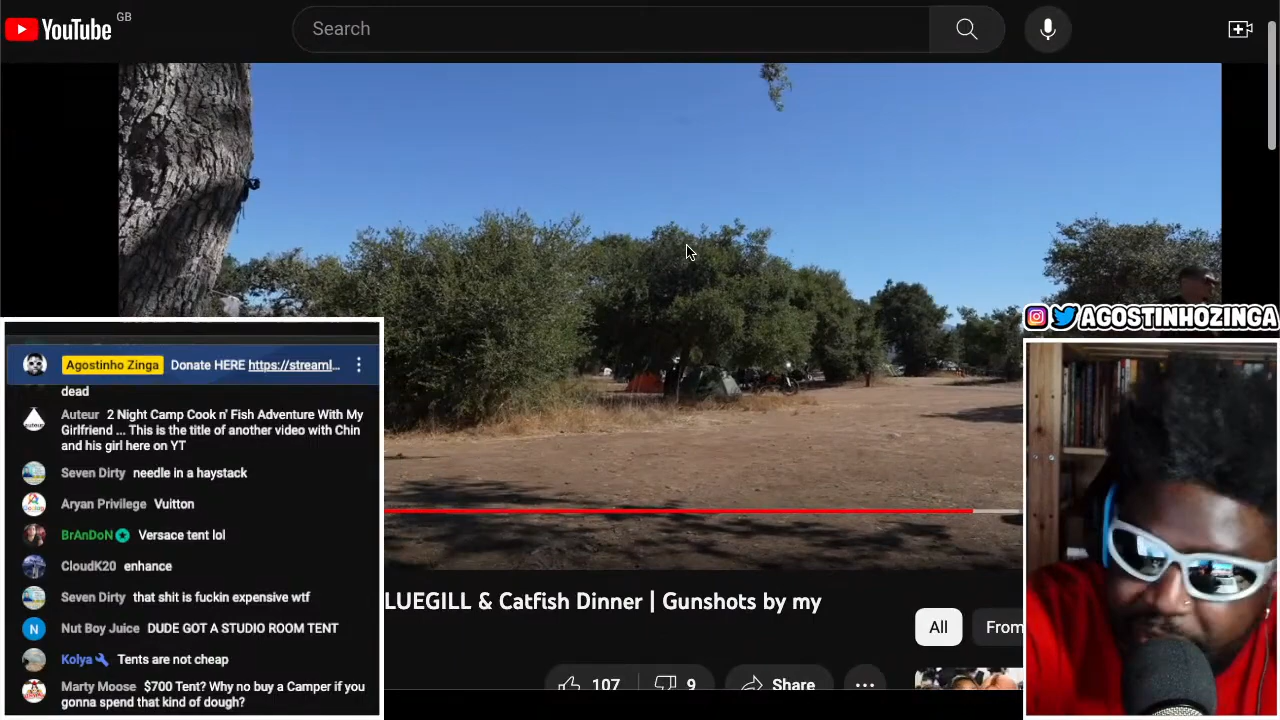 YouTube GB
Search
AGOSTINHOZINGA
Agostinho Zinga Donate HERE https://streaml...
dead
Auteur 2 Night Camp Cook n' Fish Adventure With My
Girlfriend ... This is the title of another video with Chin
and his girl here on YT
Seven Dirty needle in a haystack
Aryan Privilege Vuitton
BrAnDoN Versace tent lol
CloudK20 enhance
Seven Dirty that shit is fuckin expensive wtf
N Nut Boy Juice DUDE GOT A STUDIO ROOM TENT
Kolya Tents are not cheap
Marty Moose $700 Tent? Why no buy a Camper if you
gonna spend that kind of dough?
LUEGILL & Catfish Dinner | Gunshots by my
All From
107 9 Share ...